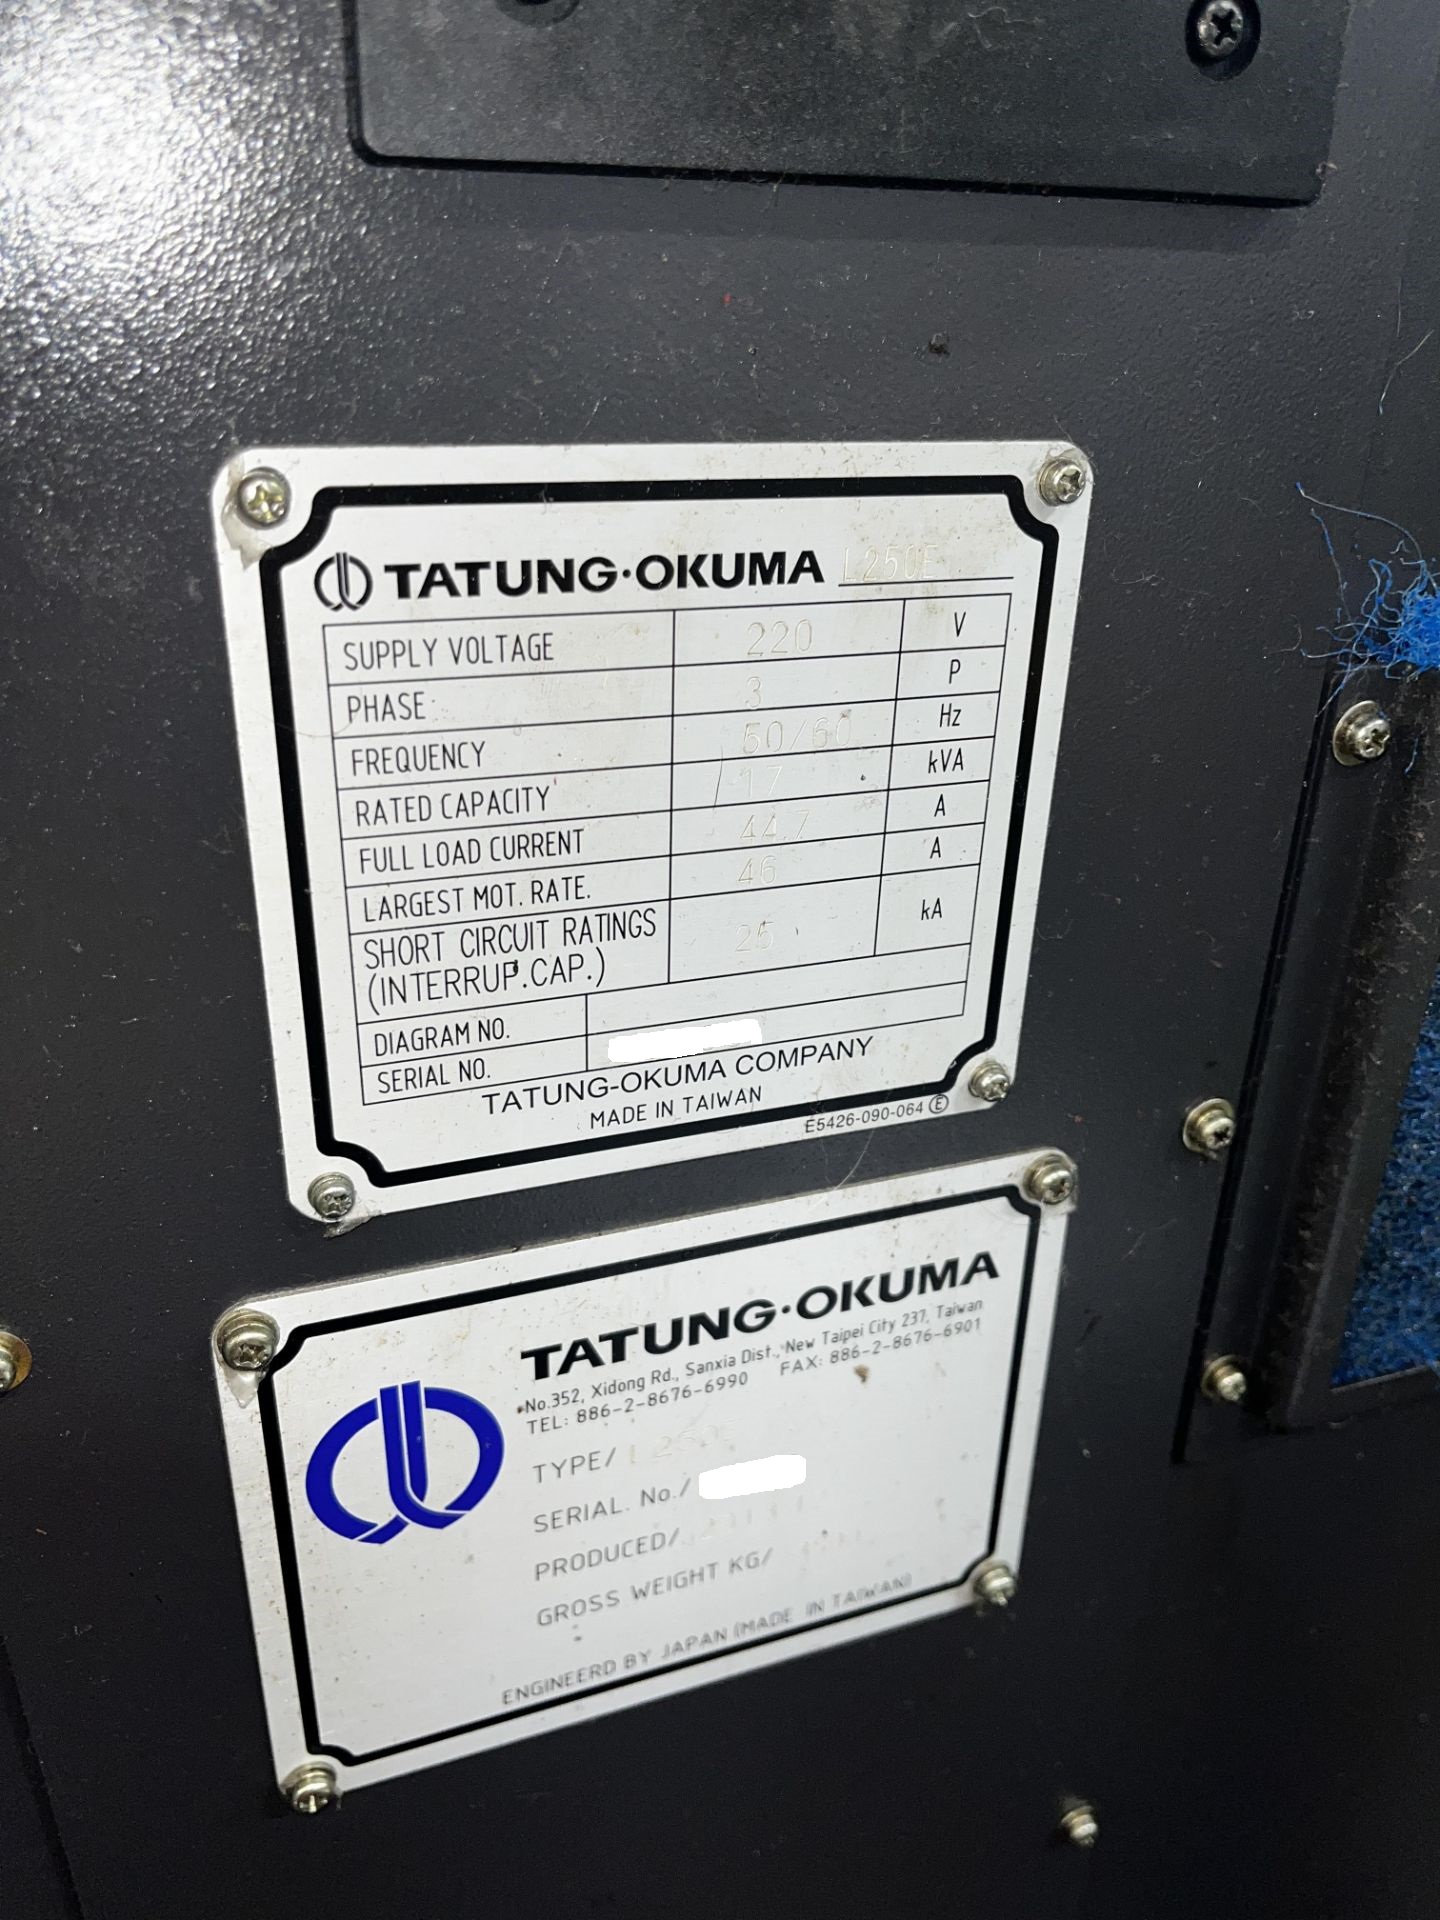 TATUNG·OKUMA L250E
SUPPLY VOLTAGE 220 V
PHASE 3 P
FREQUENCY 50/60 Hz
RATED CAPACITY 17 kVA
FULL LOAD CURRENT 44.7 A
LARGEST MOT. RATE. 46 A
SHORT CIRCUIT RATINGS 25 kA
(INTERRUP.CAP.)
DIAGRAM NO.
SERIAL NO.
TATUNG-OKUMA COMPANY
MADE IN TAIWAN
E5426-090-064 E
TATUNG·OKUMA
No.352, Xidong Rd., Sanxia Dist., New Taipei City 237, Taiwan
TEL: 886-2-8676-6990 FAX: 886-2-8676-6901
TYPE/ L250E
SERIAL. No./
PRODUCED/
GROSS WEIGHT KG/
ENGINEERD BY JAPAN (MADE IN TAIWAN)